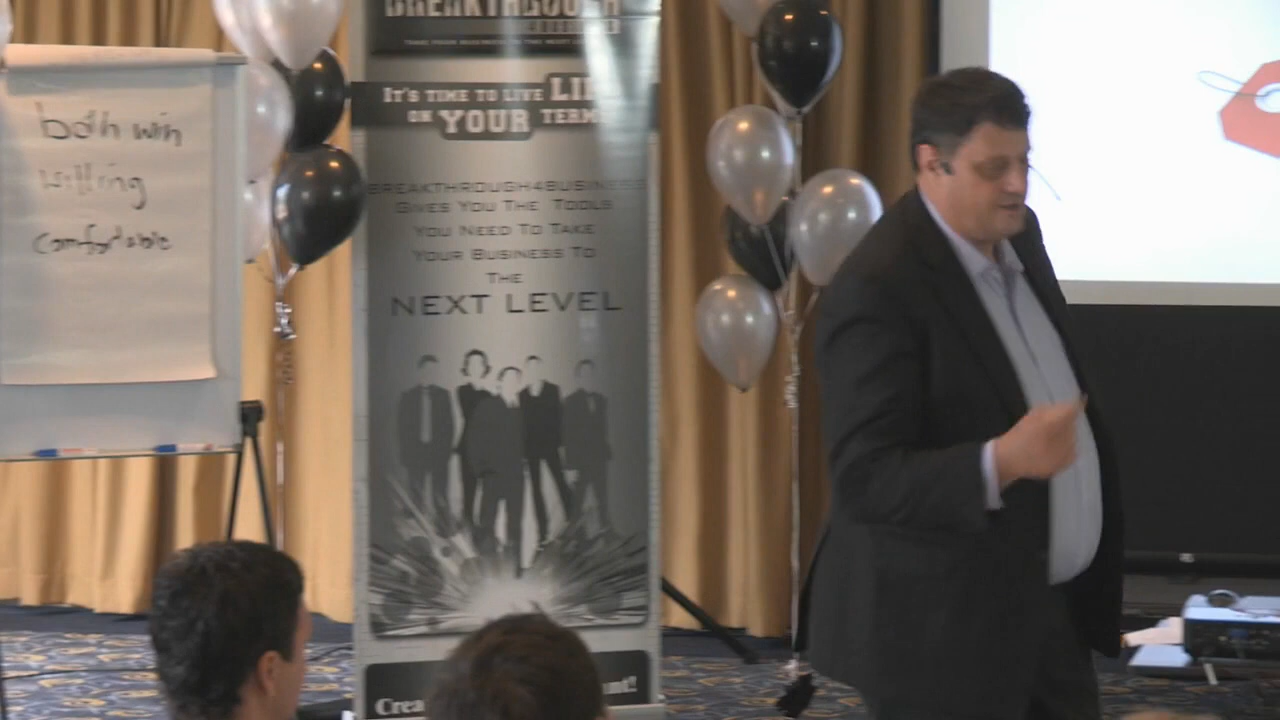 both win
willing
comfortable
BREAKTHROUGH
IT'S TIME TO LIVE
ON YOUR TERMS
BREAKTHROUGH4BUSINESS
GIVES YOU THE TOOLS
YOU NEED TO TAKE
YOUR BUSINESS TO
THE
NEXT LEVEL